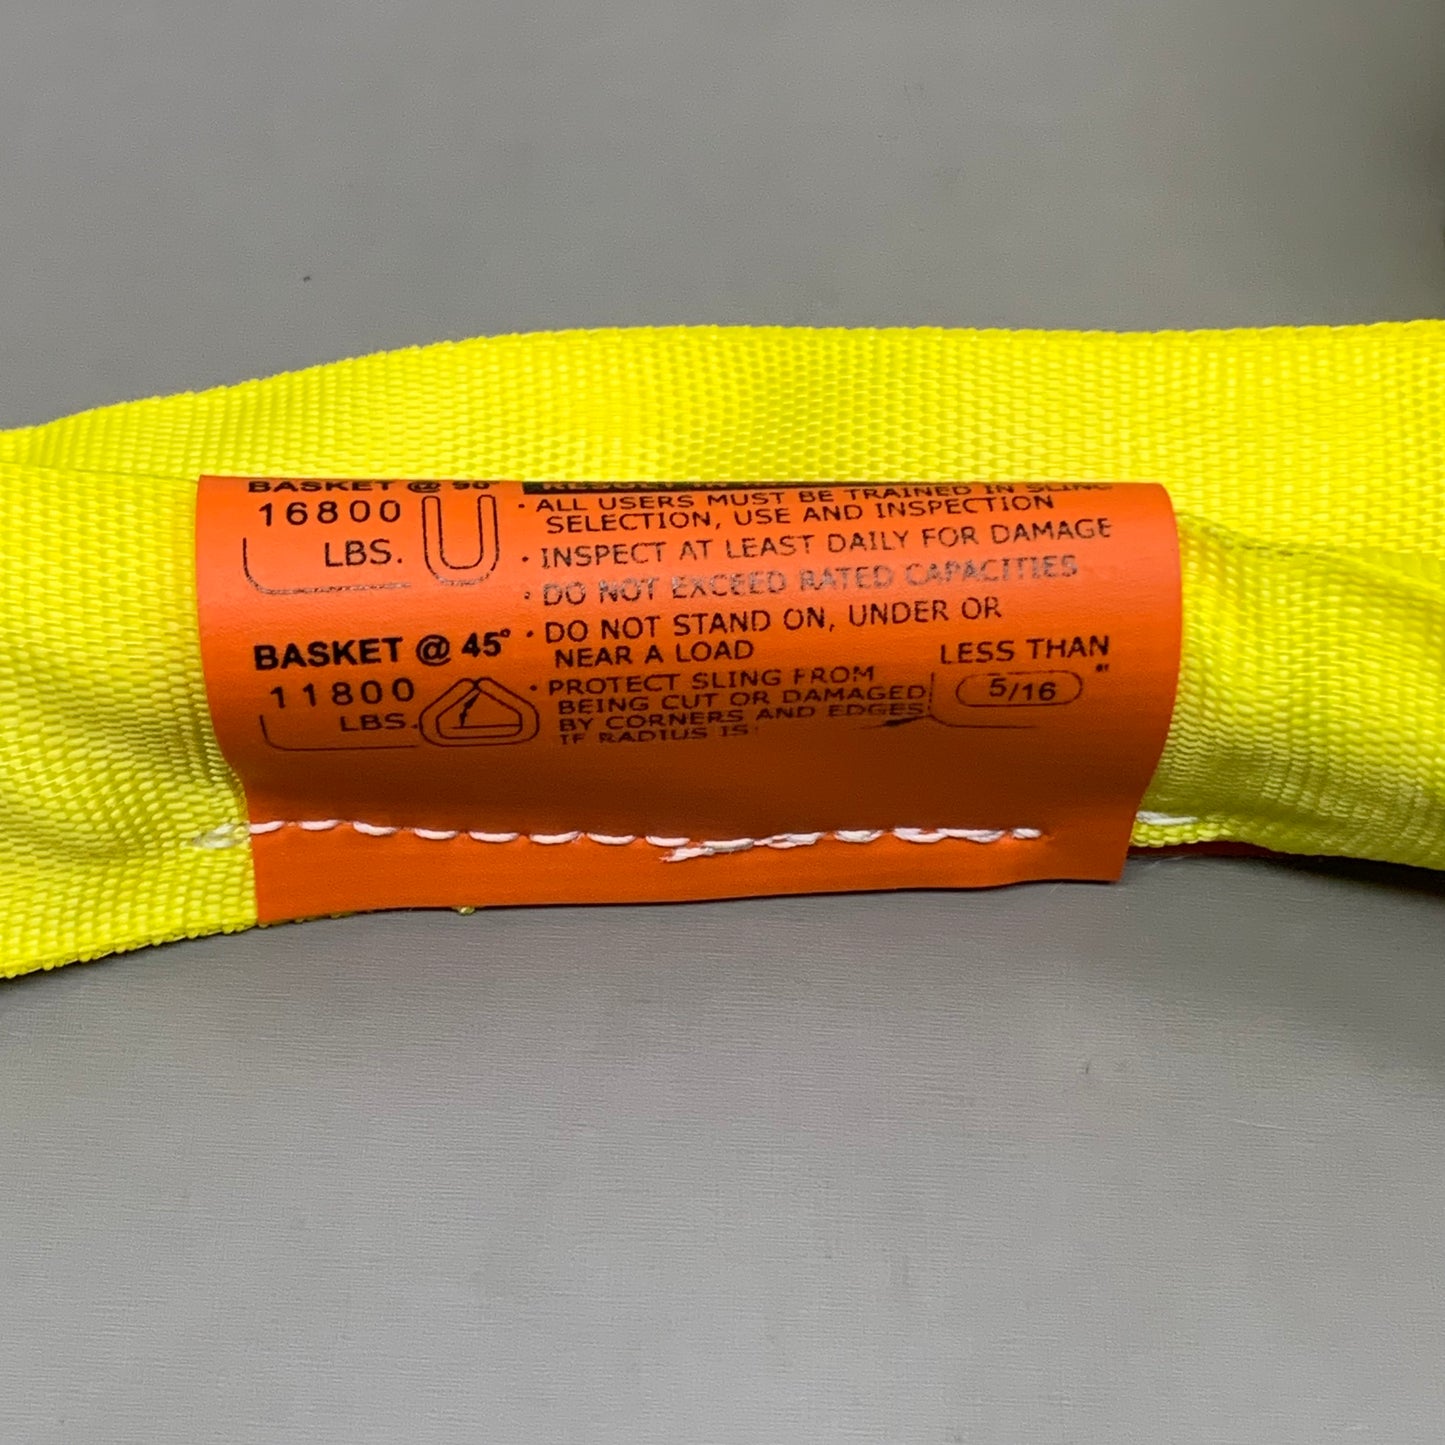 BASKET @ 90°
16800
LBS.
· ALL USERS MUST BE TRAINED IN SLING
SELECTION, USE AND INSPECTION
· INSPECT AT LEAST DAILY FOR DAMAGE
· DO NOT EXCEED RATED CAPACITIES
· DO NOT STAND ON, UNDER OR
NEAR A LOAD
· PROTECT SLING FROM
BEING CUT OR DAMAGED
BY CORNERS AND EDGES
IF RADIUS IS
LESS THAN
5/16 "
BASKET @ 45°
11800
LBS.